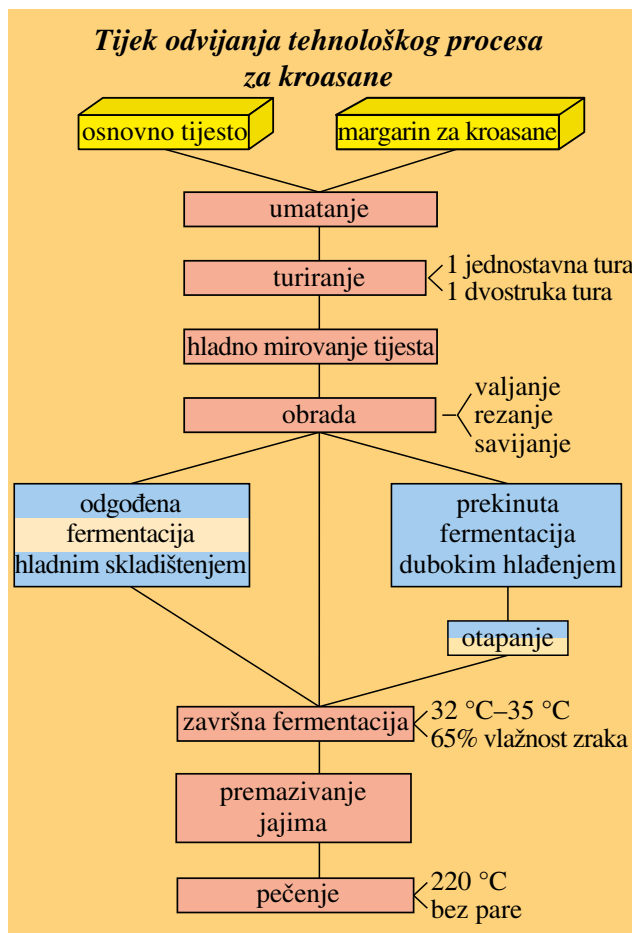 Tijek odvijanja tehnološkog procesa
za kroasane
osnovno tijesto
margarin za kroasane
umatanje
turiranje
1 jednostavna tura
1 dvostruka tura
hladno mirovanje tijesta
obrada
valjanje
rezanje
savijanje
odgođena
fermentacija
hladnim skladištenjem
prekinuta
fermentacija
dubokim hlađenjem
otapanje
završna fermentacija
32 °C–35 °C
65% vlažnost zraka
premazivanje
jajima
pečenje
220 °C
bez pare